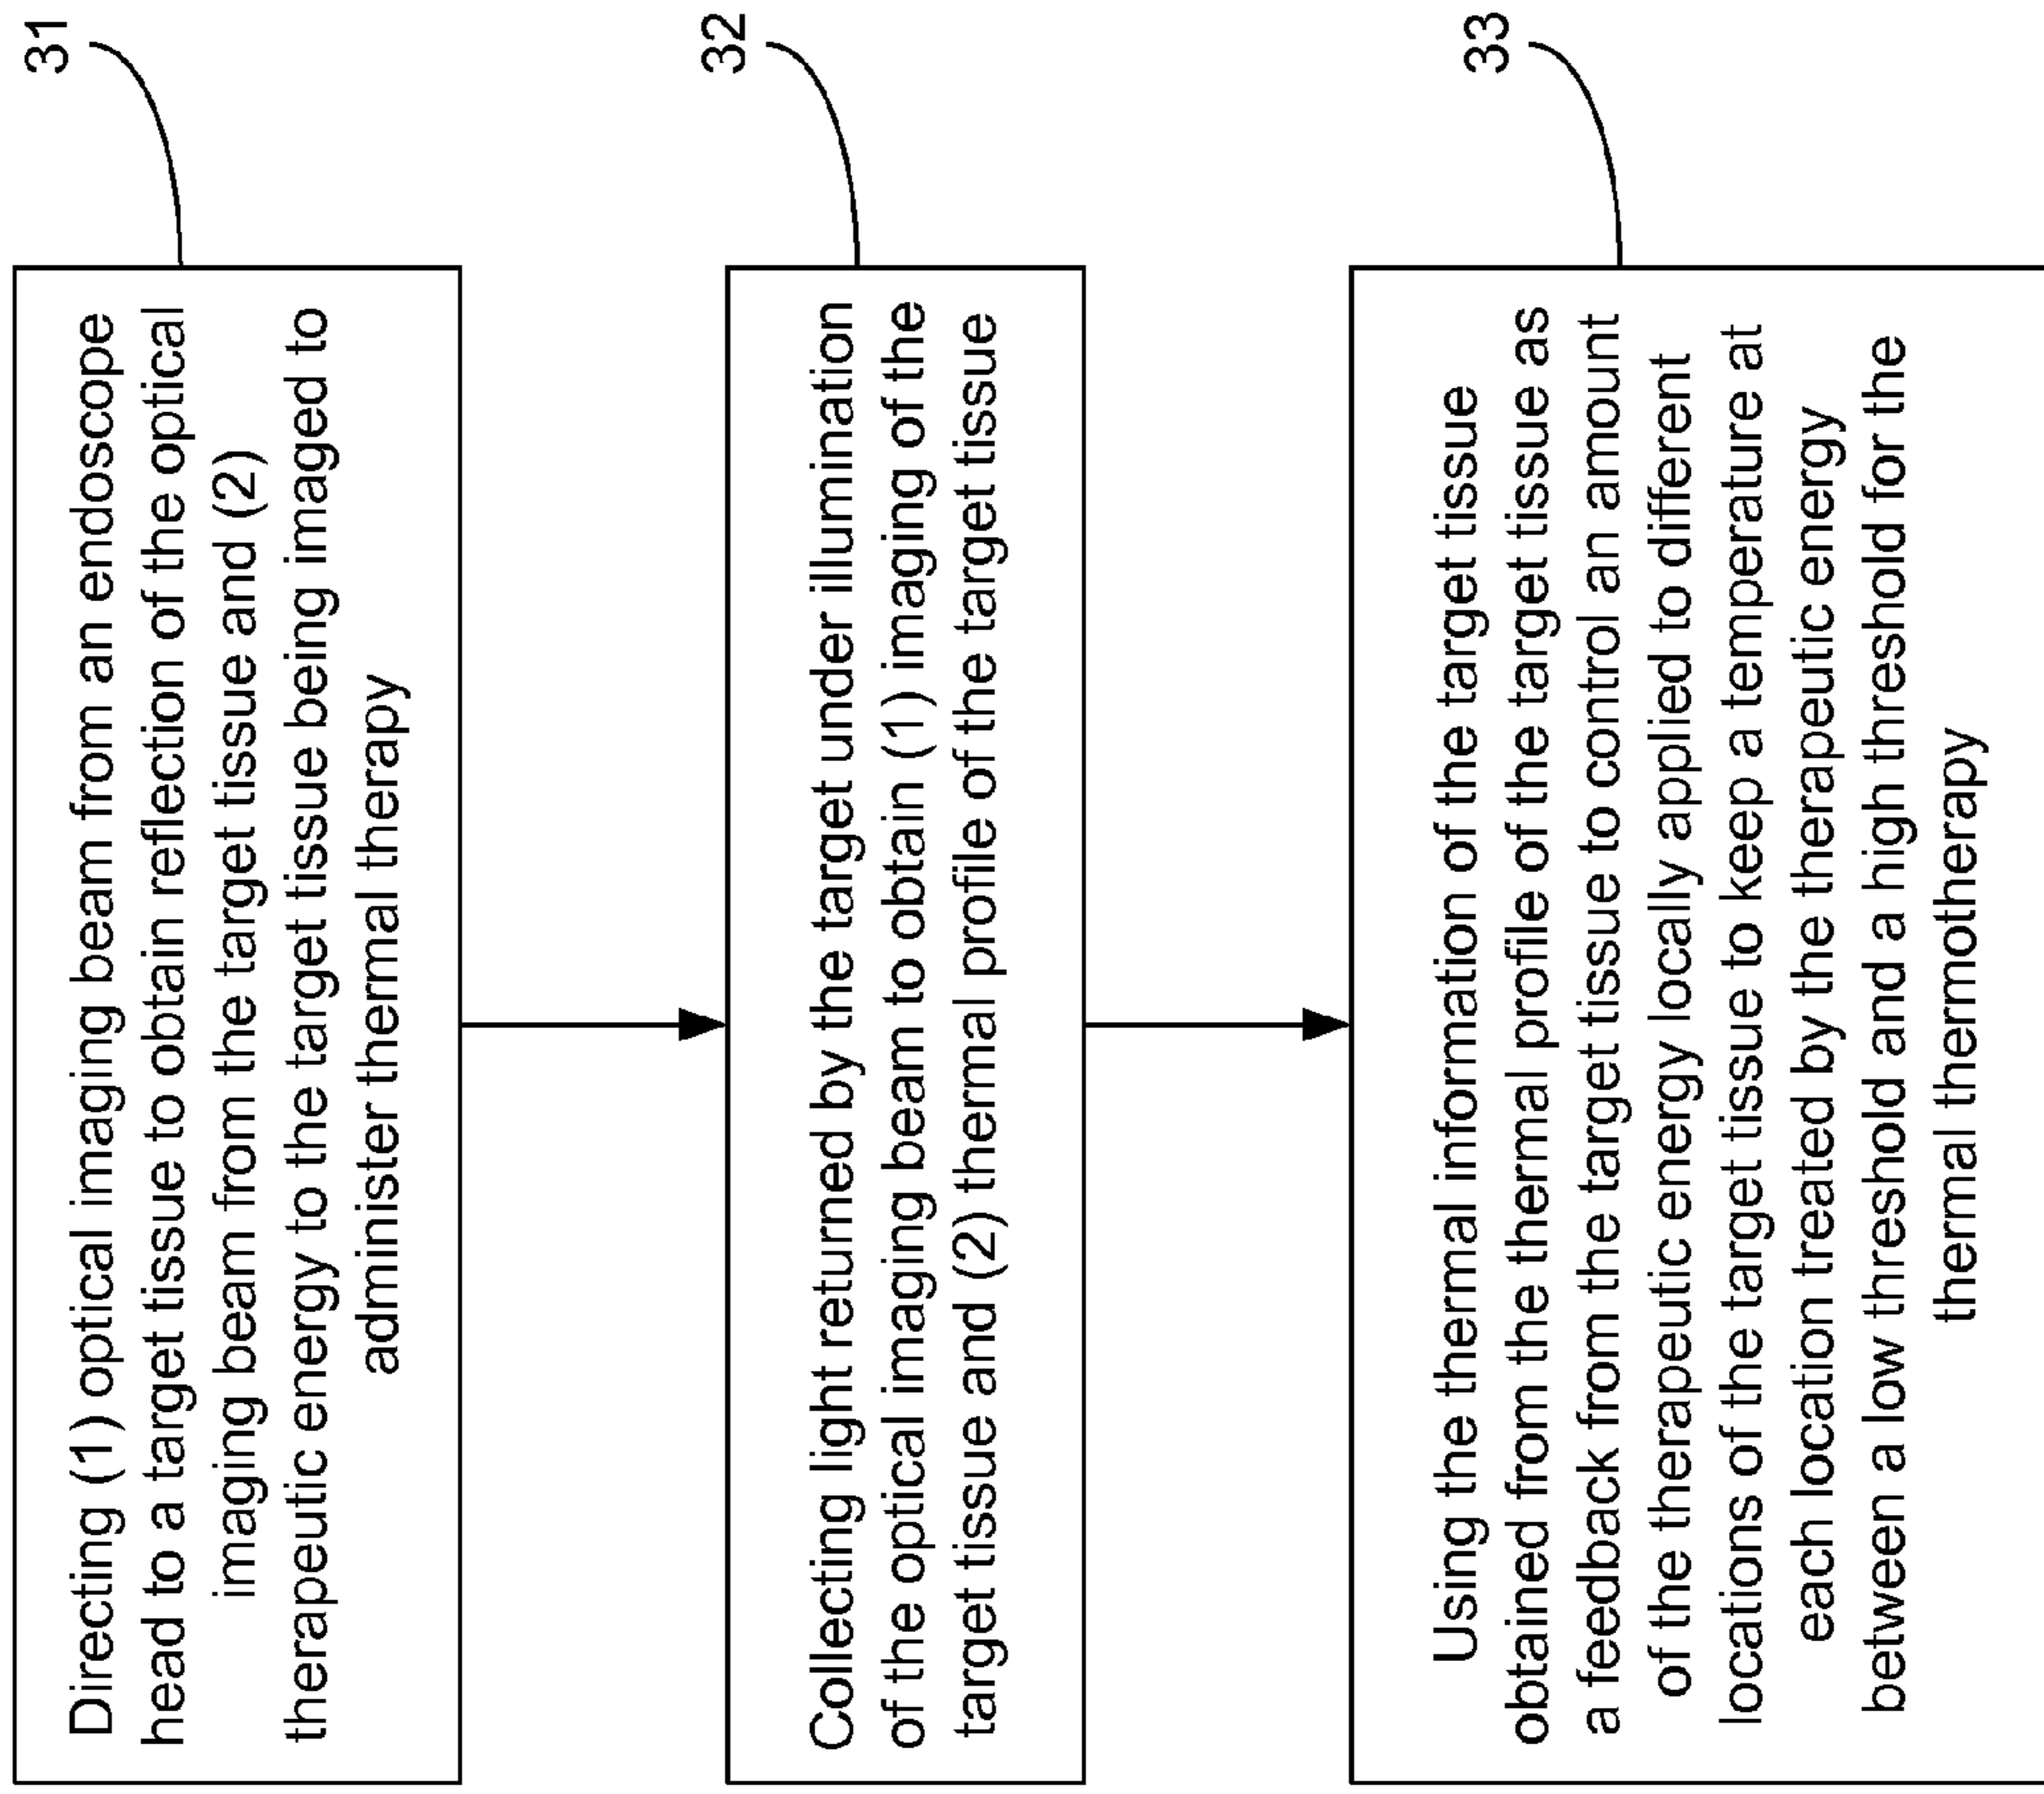 31
Directing (1) optical imaging beam from an endoscope
head to a target tissue to obtain reflection of the optical
imaging beam from the target tissue and (2)
therapeutic energy to the target tissue being imaged to
administer thermal therapy
32
Collecting light returned by the target under illumination
of the optical imaging beam to obtain (1) imaging of the
target tissue and (2) thermal profile of the target tissue
33
Using the thermal information of the target tissue
obtained from the thermal profile of the target tissue as
a feedback from the target tissue to control an amount
of the therapeutic energy locally applied to different
locations of the target tissue to keep a temperature at
each location treated by the therapeutic energy
between a low threshold and a high threshold for the
thermal thermotherapy